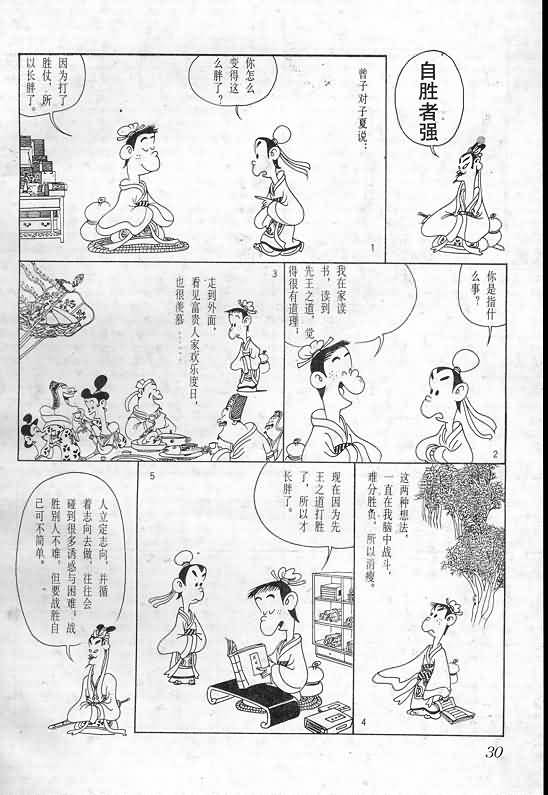 自胜者强
曾子对子夏说：
你怎么
变得这
么胖了？
因为打了
胜仗，所
以长胖了。
1
你是指什
么事？
我在家读
书，读到
先王之道，觉
得很有道理；
2
3
走到外面，
看见富贵人家欢乐度日，
也很羡慕
……
这两种想法，
一直在我脑中战斗，
难分胜负，所以消瘦。
4
现在因为先
王之道打胜
了，所以才
长胖了。
5
人立定志向，并循
着志向去做，往往会
碰到很多诱惑与困难；战
胜别人不难，但要战胜自
己可不简单。
30